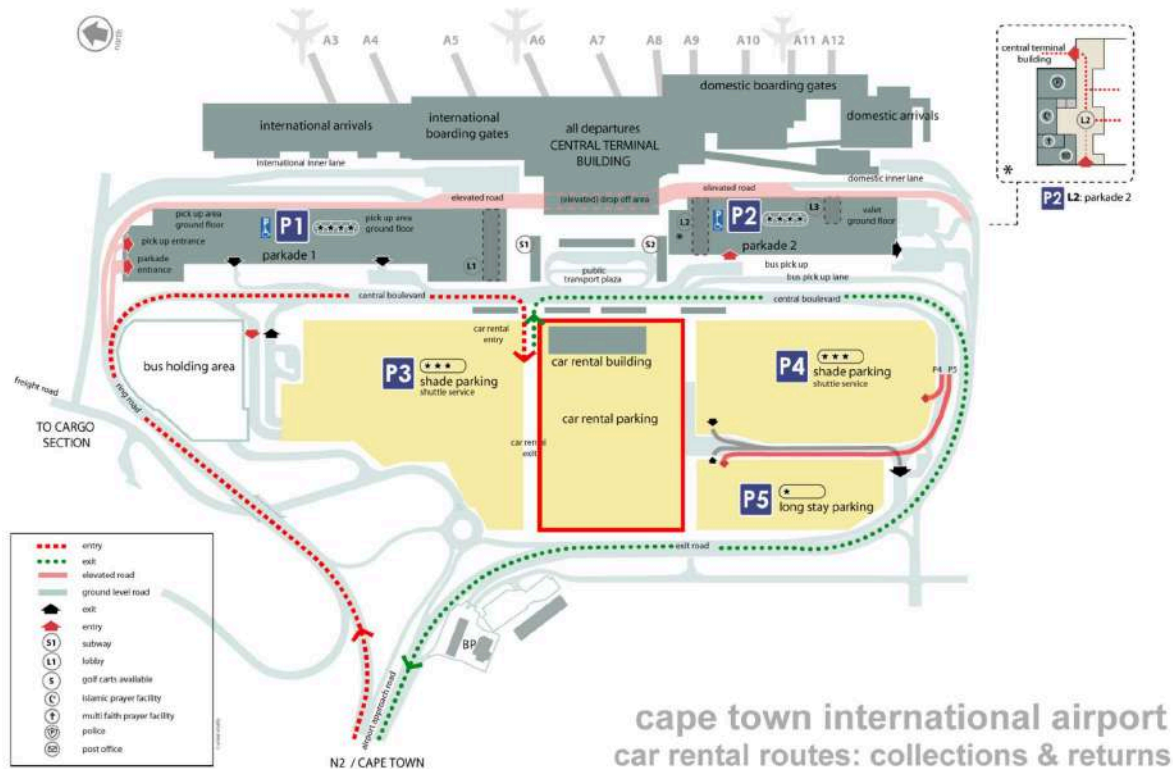 north
A3
A4
A5
A6
A7
A8
A9
A10
A11
A12
international arrivals
international
boarding gates
all departures
CENTRAL TERMINAL
BUILDING
domestic boarding gates
domestic arrivals
international inner lane
domestic inner lane
elevated road
(elevated) drop off area
elevated road
central terminal
building
L2
*
P2 L2: parkade 2
pick up area
ground floor
P1
★★★★
pick up area
ground floor
pick up entrance
parkade 1
parkade
entrance
L1
S1
S2
public
transport plaza
L2
*
P2
★★★★
L3
valet
ground floor
parkade 2
bus pick up
bus pick up lane
central boulevard
central boulevard
car rental
entry
bus holding area
P3
★★★
shade parking
shuttle service
car rental building
car rental parking
car rental
exit
P4
★★★
shade parking
shuttle service
P4 P5
P5
★
long stay parking
freight road
TO CARGO
SECTION
ring road
exit road
BP
airport approach road
N2 / CAPE TOWN
entry
exit
elevated road
ground level road
exit
entry
S1 subway
L1 lobby
S golf carts available
islamic prayer facility
multi faith prayer facility
P police
post office
cape town international airport
car rental routes: collections & returns